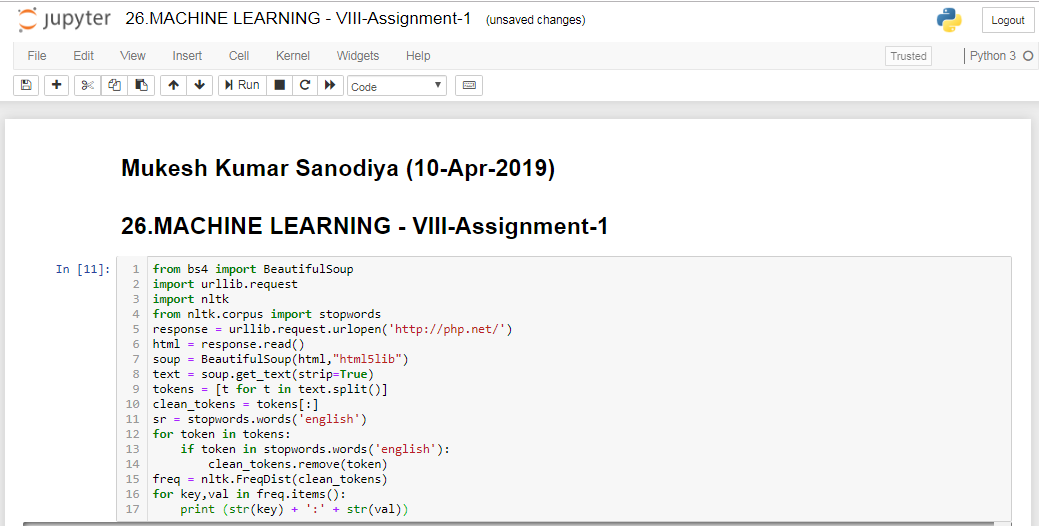 jupyter 26.MACHINE LEARNING - VIII-Assignment-1 (unsaved changes) Logout
File Edit View Insert Cell Kernel Widgets Help Trusted Python 3
Run Code
Mukesh Kumar Sanodiya (10-Apr-2019)
26.MACHINE LEARNING - VIII-Assignment-1
In [11]: 1 from bs4 import BeautifulSoup
2 import urllib.request
3 import nltk
4 from nltk.corpus import stopwords
5 response = urllib.request.urlopen('http://php.net/')
6 html = response.read()
7 soup = BeautifulSoup(html,"html5lib")
8 text = soup.get_text(strip=True)
9 tokens = [t for t in text.split()]
10 clean_tokens = tokens[:]
11 sr = stopwords.words('english')
12 for token in tokens:
13     if token in stopwords.words('english'):
14         clean_tokens.remove(token)
15 freq = nltk.FreqDist(clean_tokens)
16 for key,val in freq.items():
17     print (str(key) + ':' + str(val))